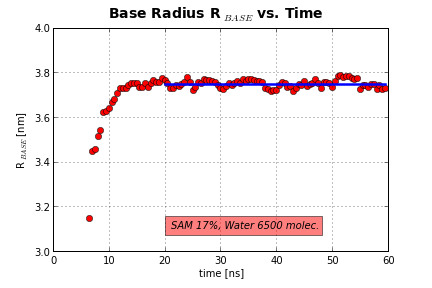 Base Radius R BASE vs. Time
4.0
3.8
3.6
3.4
3.2
3.0
R BASE [nm]
SAM 17%, Water 6500 molec.
0 10 20 30 40 50 60
time [ns]